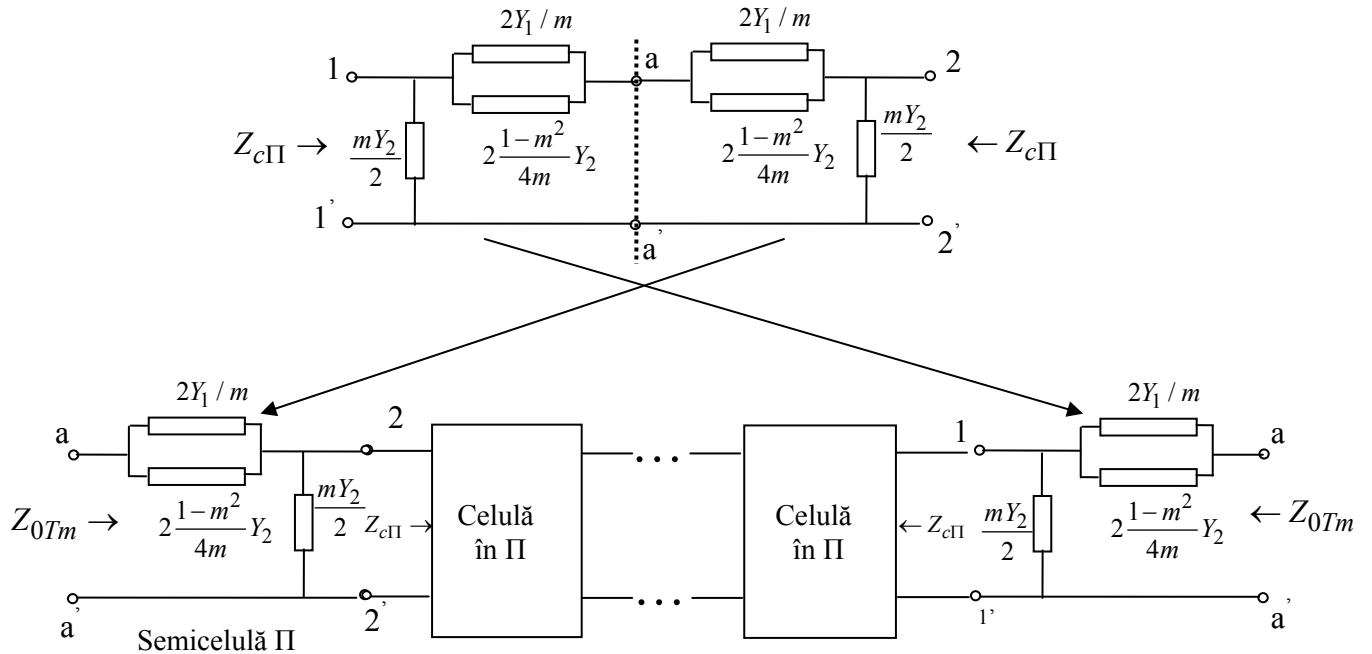 2Y₁ / m 2Y₁ / m
1 a 2
Z_cΠ → mY₂/2 2 (1−m²)/4m Y₂ 2 (1−m²)/4m Y₂ mY₂/2 ← Z_cΠ
1' a' 2'
2Y₁ / m 2Y₁ / m
a 2 1 a
... 
Z_0Tm → 2 (1−m²)/4m Y₂ mY₂/2 Z_cΠ → Celulă în Π Celulă în Π ← Z_cΠ mY₂/2 2 (1−m²)/4m Y₂ ← Z_0Tm
...
a' 2' 1' a'
Semicelulă Π